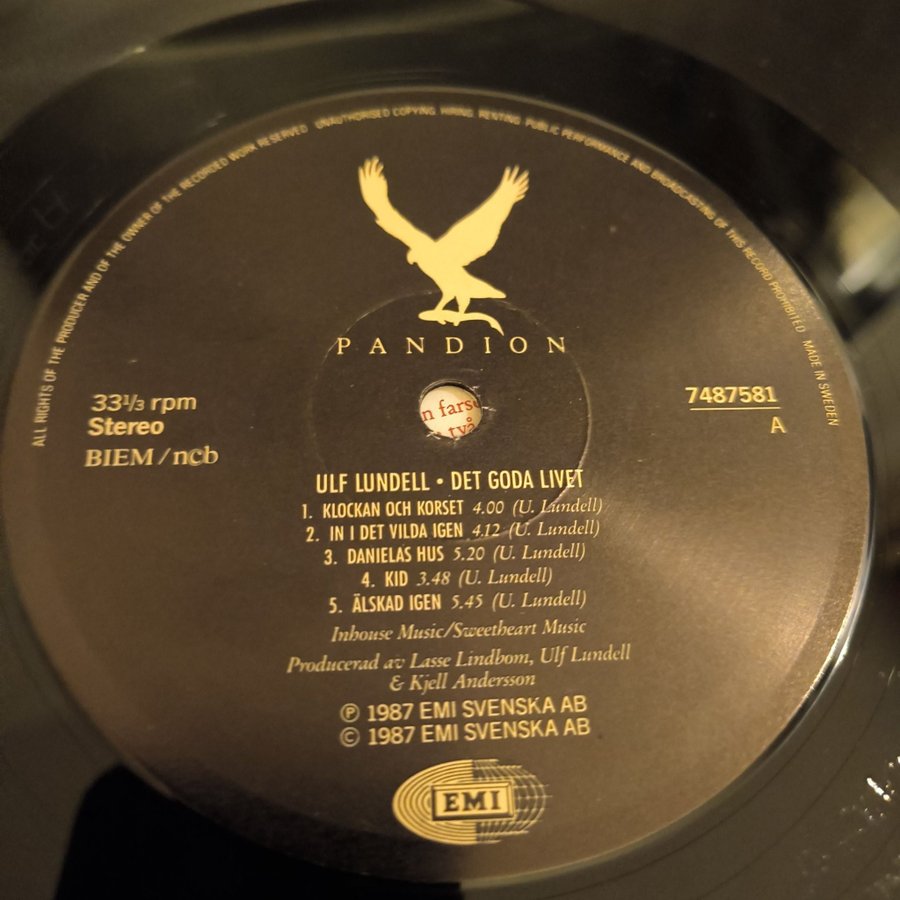 ALL RIGHTS OF THE PRODUCER AND OF THE OWNER OF THE RECORDED WORK RESERVED UNAUTHORISED COPYING HIRING RENTING PUBLIC PERFORMANCE AND BROADCASTING OF THIS RECORD PROHIBITED MADE IN SWEDEN
PANDION
33⅓ rpm
Stereo
BIEM/ncb
7487581
A
n fars
två
ULF LUNDELL • DET GODA LIVET
1. KLOCKAN OCH KORSET 4.00 (U. Lundell)
2. IN I DET VILDA IGEN 4.12 (U. Lundell)
3. DANIELAS HUS 5.20 (U. Lundell)
4. KID 3.48 (U. Lundell)
5. ÄLSKAD IGEN 5.45 (U. Lundell)
Inhouse Music/Sweetheart Music
Producerad av Lasse Lindbom, Ulf Lundell
& Kjell Andersson
℗ 1987 EMI SVENSKA AB
© 1987 EMI SVENSKA AB
EMI